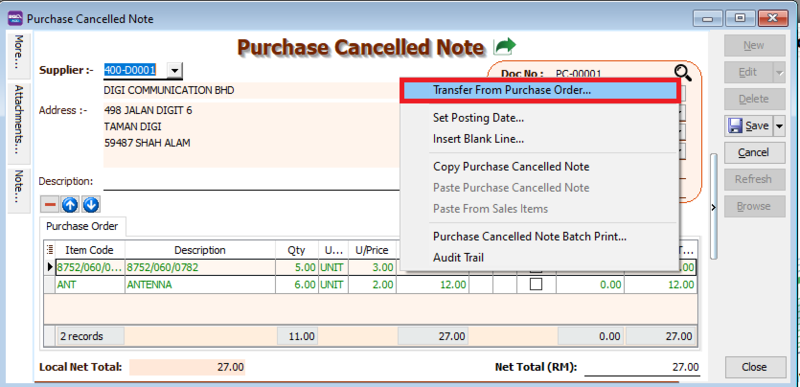 Purchase Cancelled Note
Purchase Cancelled Note
More...
Attachments...
Note...
Supplier :- 400-D0001
Doc No : PC-00001
DIGI COMMUNICATION BHD
Address :- 498 JALAN DIGIT 6
TAMAN DIGI
59487 SHAH ALAM
Description:
Transfer From Purchase Order...
Set Posting Date...
Insert Blank Line...
Copy Purchase Cancelled Note
Paste Purchase Cancelled Note
Paste From Sales Items
Purchase Cancelled Note Batch Print...
Audit Trail
Purchase Order
Item Code Description Qty U... U/Price T...
8752/060/0... 8752/060/0782 5.00 UNIT 3.00 .00
ANT ANTENNA 6.00 UNIT 2.00 12.00 0.00 12.00
2 records 11.00 27.00 0.00 27.00
Local Net Total: 27.00 Net Total (RM): 27.00
New
Edit
Delete
Save
Cancel
Refresh
Browse
Close